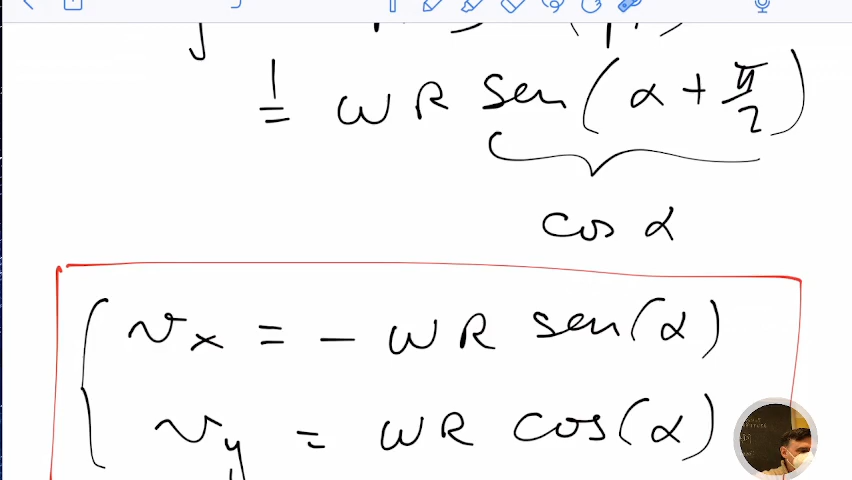 = ω R sen(α + π/2)
cos α
{ v_x = - ω R sen(α)
v_y = ω R cos(α)